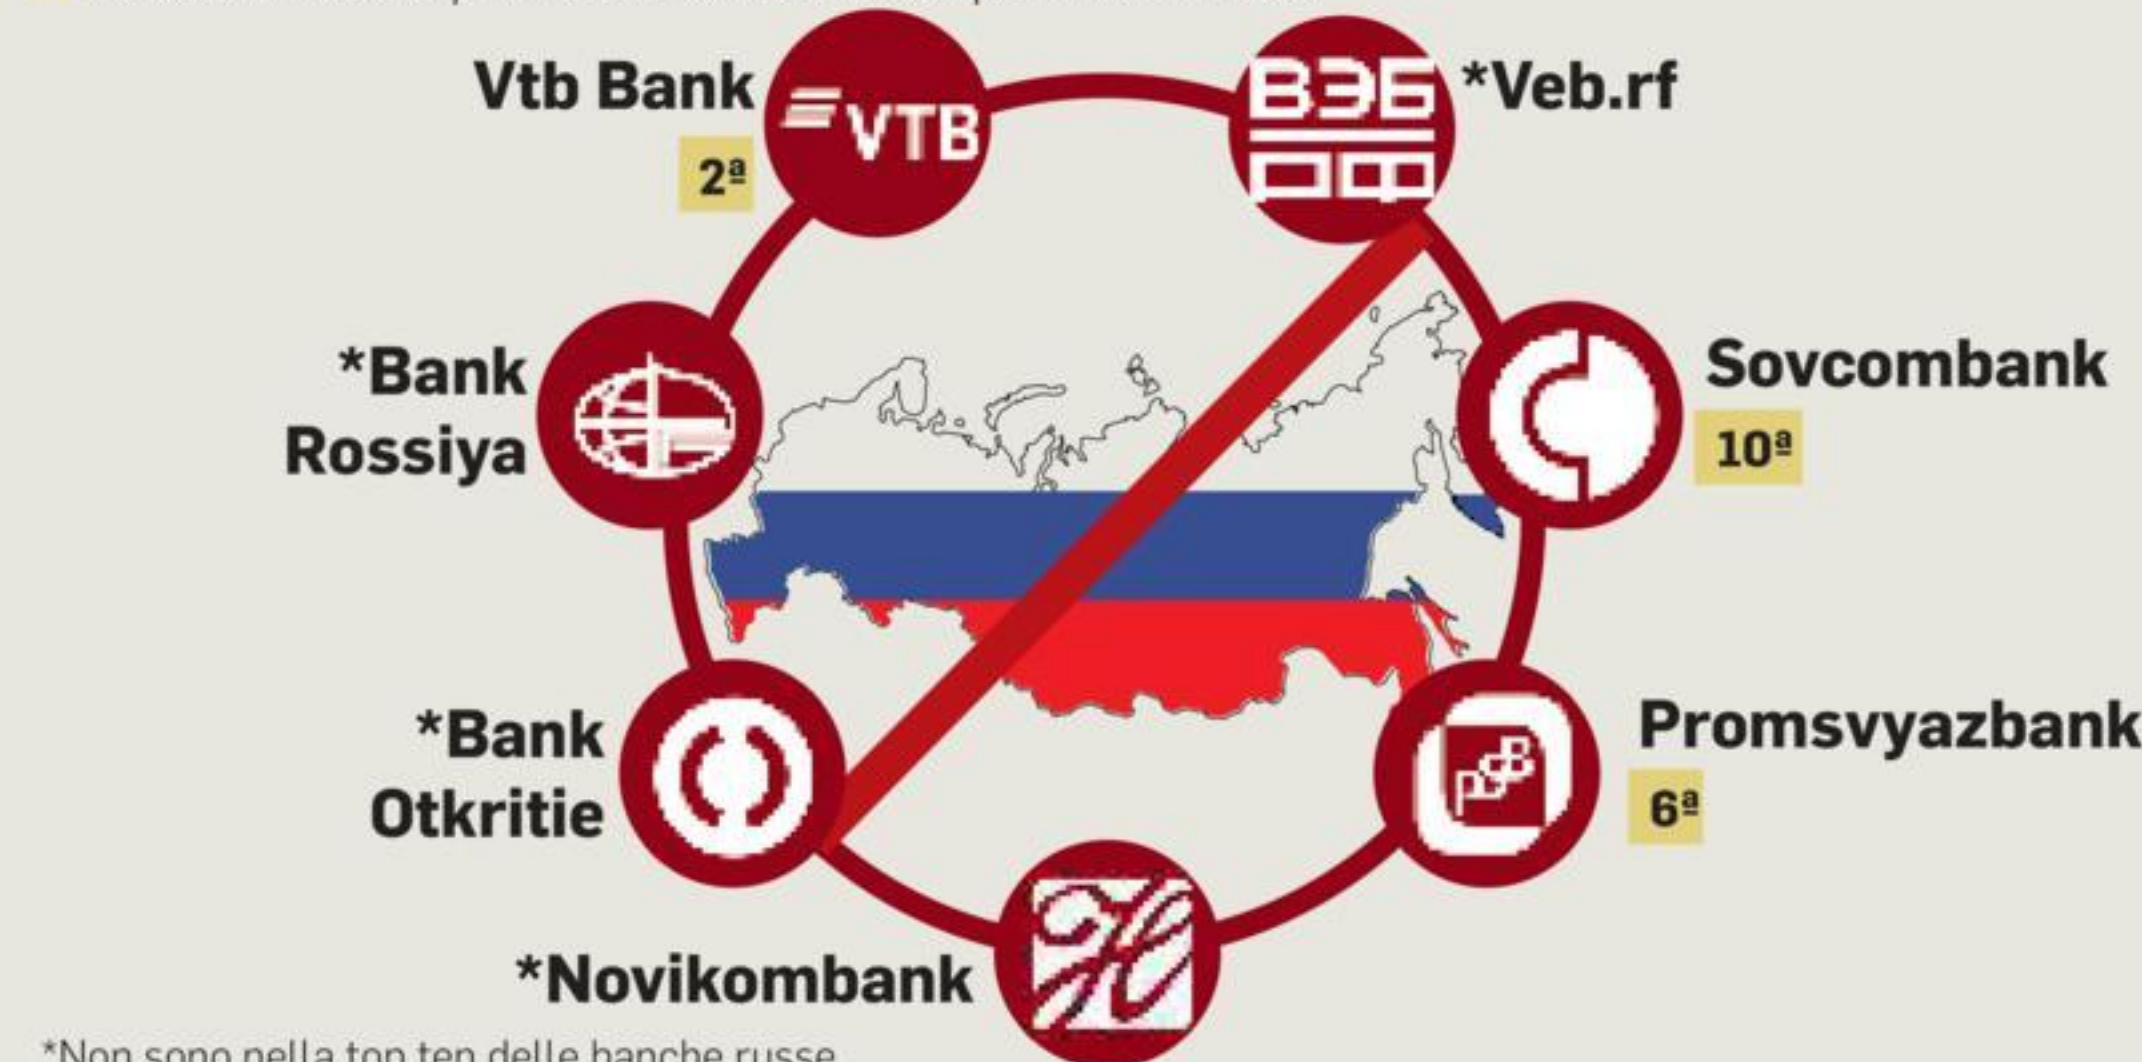 Vtb Bank
2ª
VTB
ВЭБ
РФ
*Veb.rf
*Bank
Rossiya
Sovcombank
10ª
*Bank
Otkritie
Promsvyazbank
6ª
psb
*Novikombank
*Non sono nella top ten delle banche russe